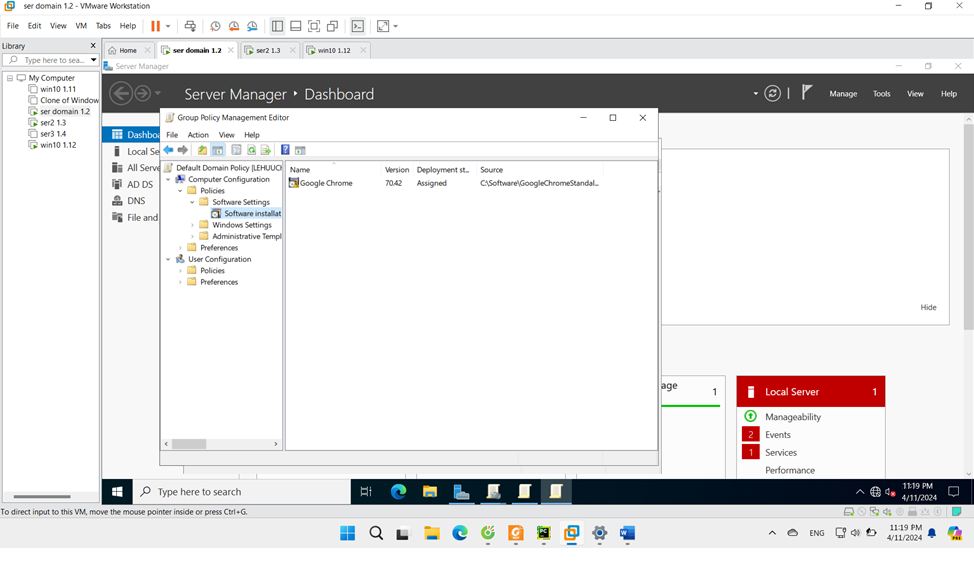 ser domain 1.2 - VMware Workstation
File Edit View VM Tabs Help
Library
Type here to sea...
My Computer
win10 1.11
Clone of Window
ser domain 1.2
ser2 1.3
ser3 1.4
win10 1.12
Home ser domain 1.2 ser2 1.3 win10 1.12
Server Manager
Server Manager Dashboard
Manage Tools View Help
Dashboa
Local Se
All Serve
AD DS
DNS
File and
Group Policy Management Editor
File Action View Help
Default Domain Policy [LEHUUCH
Computer Configuration
Policies
Software Settings
Software installat
Windows Settings
Administrative Templ
Preferences
User Configuration
Policies
Preferences
Name Version Deployment st... Source
Google Chrome 70.42 Assigned C:\Software\GoogleChromeStandal...
Hide
age 1
Local Server 1
Manageability
2 Events
1 Services
Performance
Type here to search
11:19 PM
4/11/2024
To direct input to this VM, move the mouse pointer inside or press Ctrl+G.
ENG
11:19 PM
4/11/2024